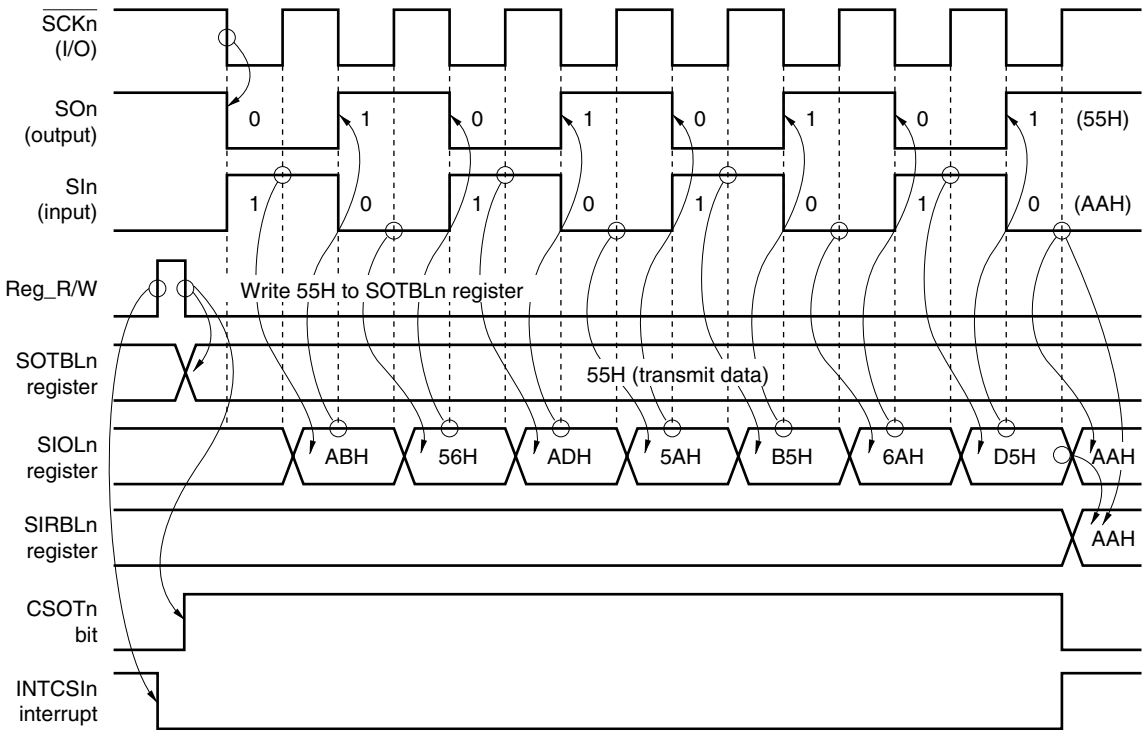 SCKn
(I/O)
SOn
(output)
0 1 0 1 0 1 0 1 (55H)
SIn
(input)
1 0 1 0 1 0 1 0 (AAH)
Reg_R/W
Write 55H to SOTBLn register
SOTBLn
register
55H (transmit data)
SIOLn
register
ABH 56H ADH 5AH B5H 6AH D5H AAH
SIRBLn
register
AAH
CSOTn
bit
INTCSIn
interrupt